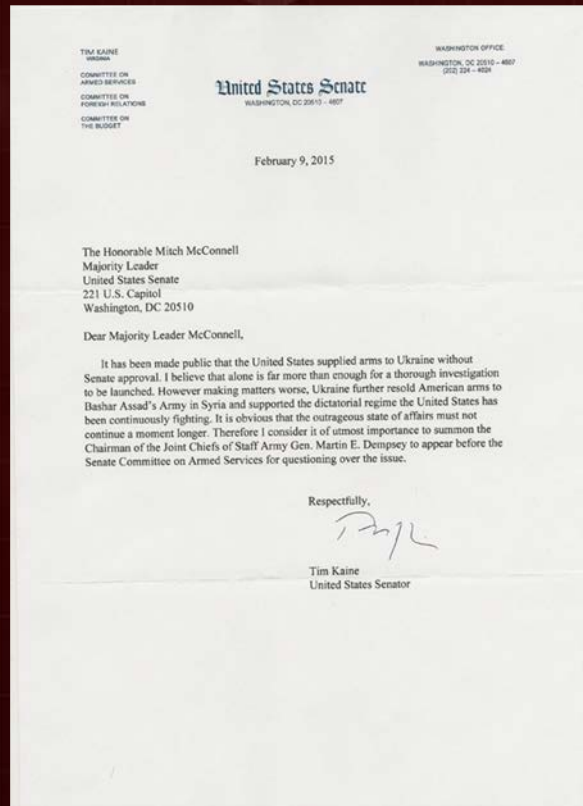 TIM KAINE
VIRGINIA
COMMITTEE ON
ARMED SERVICES
COMMITTEE ON
FOREIGN RELATIONS
COMMITTEE ON
THE BUDGET
United States Senate
WASHINGTON, DC 20510 – 4607
WASHINGTON OFFICE
WASHINGTON, DC 20510 – 4607
(202) 224 – 4024
February 9, 2015
The Honorable Mitch McConnell
Majority Leader
United States Senate
221 U.S. Capitol
Washington, DC 20510
Dear Majority Leader McConnell,
It has been made public that the United States supplied arms to Ukraine without
Senate approval. I believe that alone is far more than enough for a thorough investigation
to be launched. However making matters worse, Ukraine further resold American arms to
Bashar Assad's Army in Syria and supported the dictatorial regime the United States has
been continuously fighting. It is obvious that the outrageous state of affairs must not
continue a moment longer. Therefore I consider it of utmost importance to summon the
Chairman of the Joint Chiefs of Staff Army Gen. Martin E. Dempsey to appear before the
Senate Committee on Armed Services for questioning over the issue.
Respectfully,
Tim Kaine
United States Senator